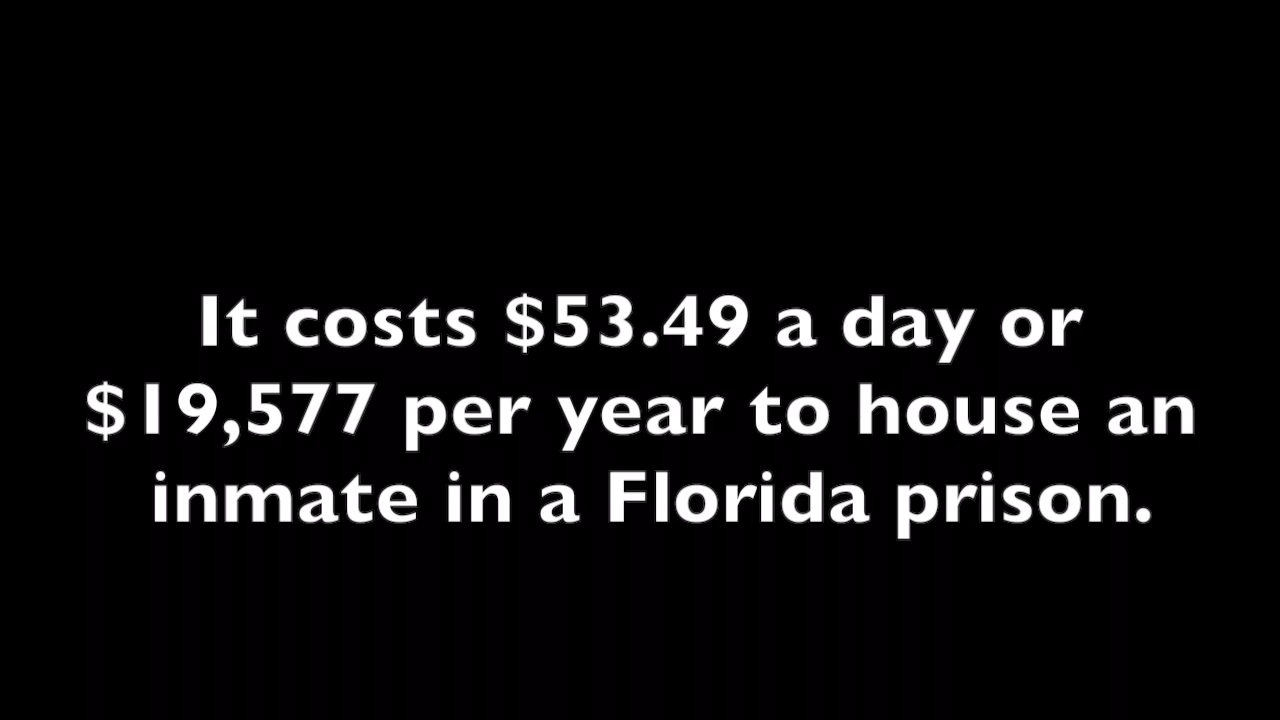 It costs $53.49 a day or
$19,577 per year to house an
inmate in a Florida prison.